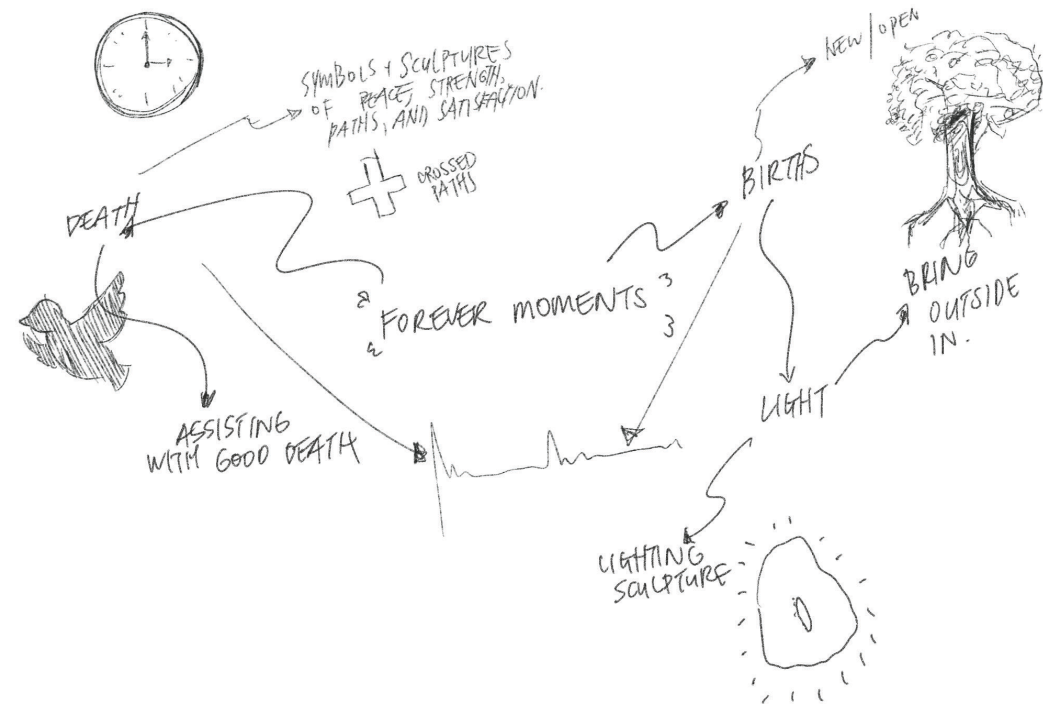 NEW/OPEN
SYMBOLS + SCULPTURES
OF PEACE, STRENGTH,
PATHS, AND SATISFACTION.
CROSSED
PATHS
BIRTHS
DEATH
BRING
OUTSIDE
IN.
FOREVER MOMENTS
LIGHT
ASSISTING
WITH GOOD DEATH
LIGHTING
SCULPTURE